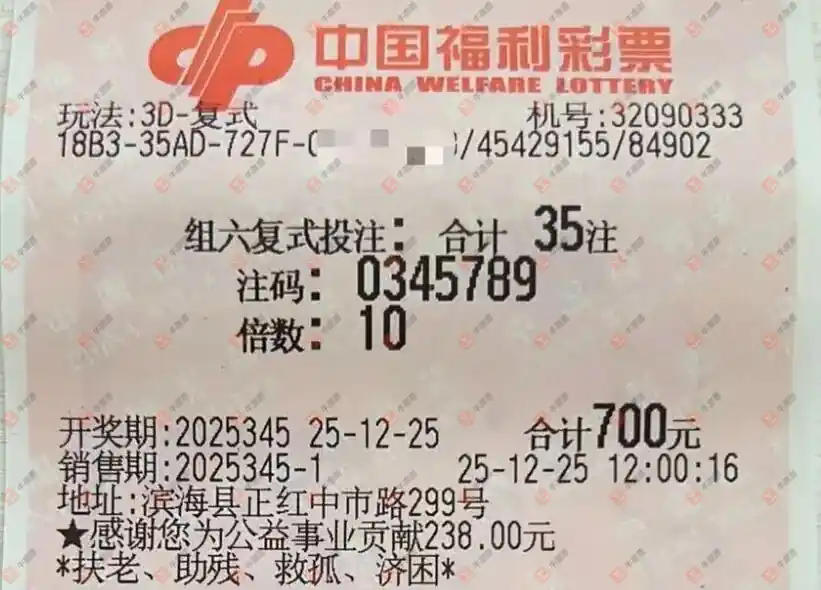 中国福利彩票
CHINA WELFARE LOTTERY
玩法:3D-复式 机号:32090333
18B3-35AD-727F- /45429155/84902
组六复式投注: 合计 35注
注码: 0345789
倍数: 10
开奖期:2025345 25-12-25 合计700元
销售期:2025345-1 25-12-25 12:00:16
地址:滨海县正红中市路299号
★感谢您为公益事业贡献238.00元
*扶老、助残、救孤、济困*